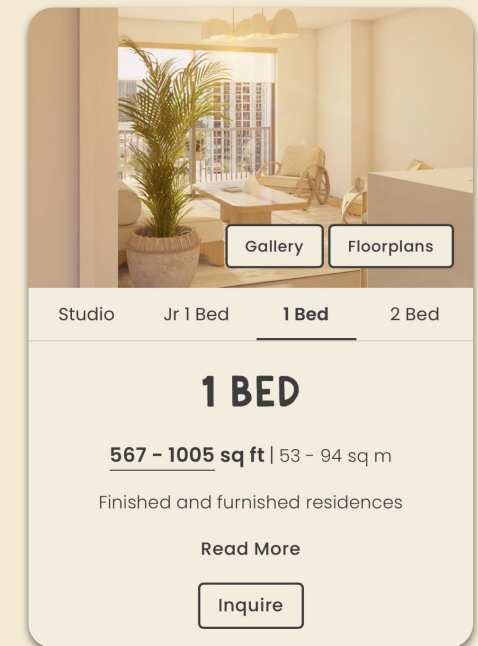 Gallery Floorplans
Studio Jr 1 Bed 1 Bed 2 Bed
1 BED
567 - 1005 sq ft | 53 - 94 sq m
Finished and furnished residences
Read More
Inquire